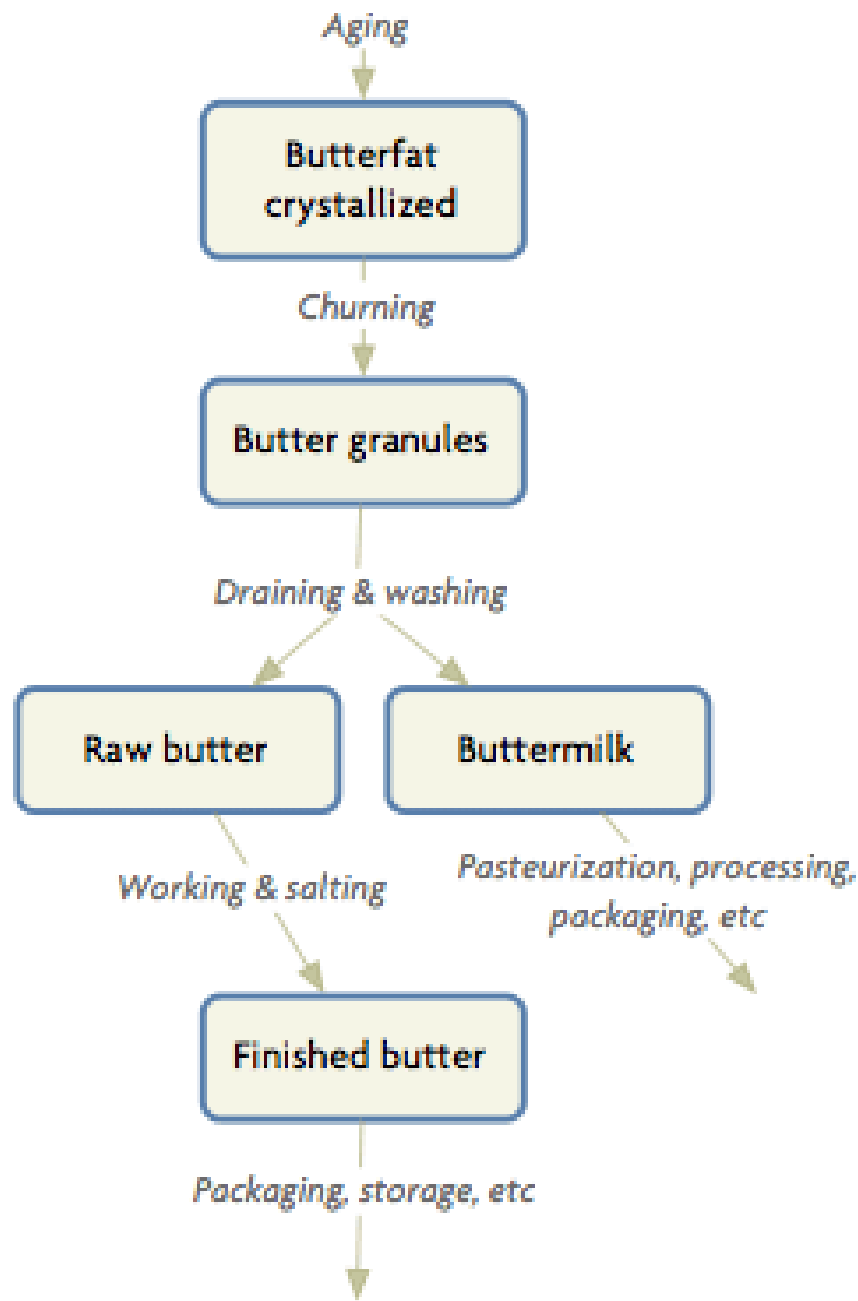 Aging
Butterfat
crystallized
Churning
Butter granules
Draining & washing
Raw butter
Buttermilk
Working & salting
Pasteurization, processing,
packaging, etc
Finished butter
Packaging, storage, etc